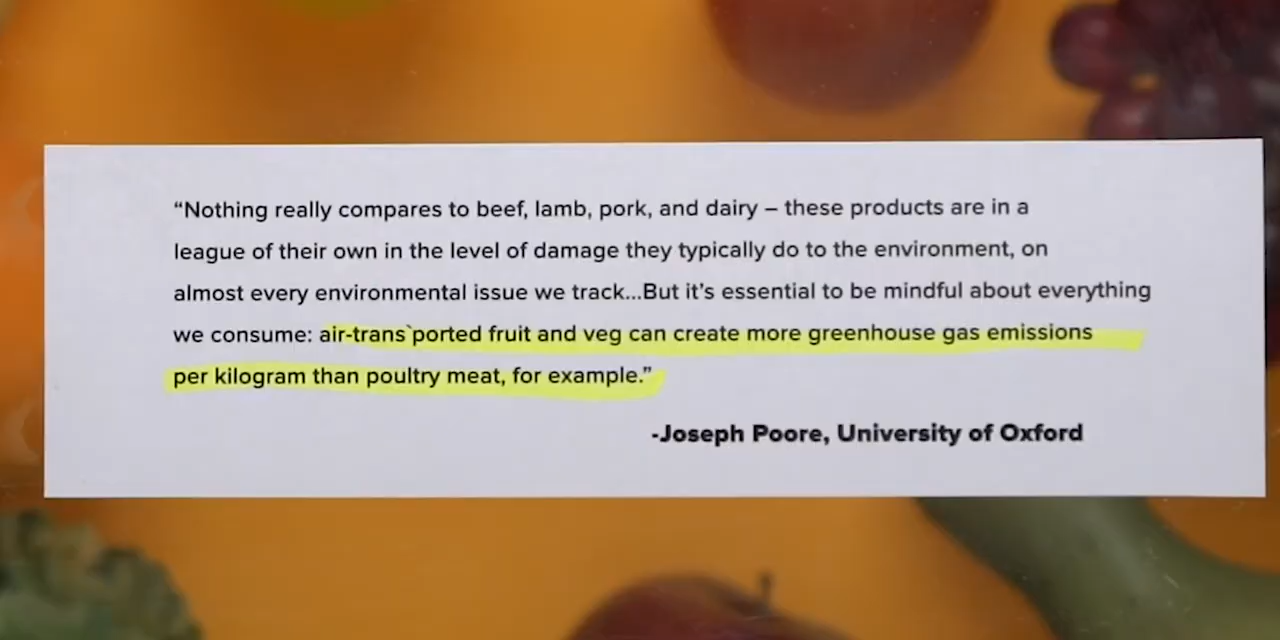 “Nothing really compares to beef, lamb, pork, and dairy – these products are in a
league of their own in the level of damage they typically do to the environment, on
almost every environmental issue we track...But it’s essential to be mindful about everything
we consume: air-trans`ported fruit and veg can create more greenhouse gas emissions
per kilogram than poultry meat, for example.”
-Joseph Poore, University of Oxford